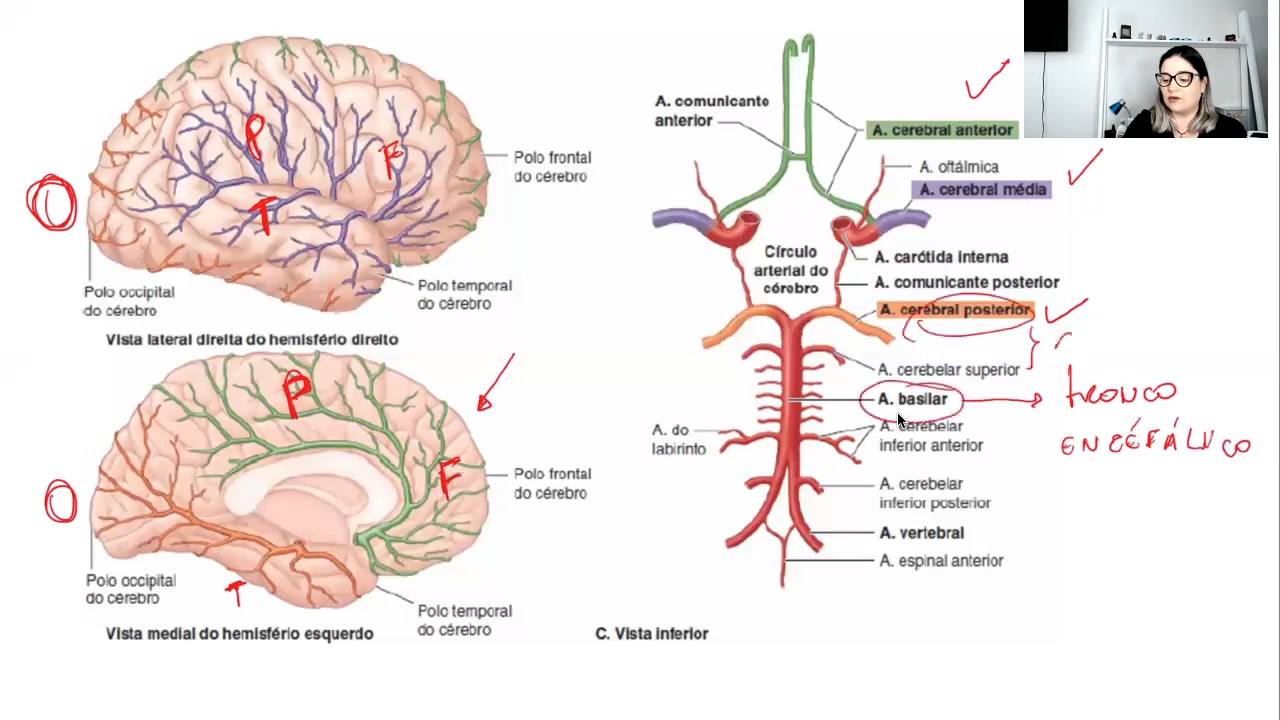 P
F
O
T
Polo frontal
do cérebro
Polo occipital
do cérebro
Polo temporal
do cérebro
Vista lateral direita do hemisfério direito
P
F
O
T
Polo frontal
do cérebro
Polo occipital
do cérebro
Polo temporal
do cérebro
Vista medial do hemisfério esquerdo
A. comunicante
anterior
A. cerebral anterior
A. oftálmica
A. cerebral média
Círculo
arterial do
cérebro
A. carótida interna
A. comunicante posterior
A. cerebral posterior
A. cerebelar superior
A. basilar
tronco
ENCÉFÁLICO
A. do
labirinto
A. cerebelar
inferior anterior
A. cerebelar
inferior posterior
A. vertebral
A. espinal anterior
C. Vista inferior